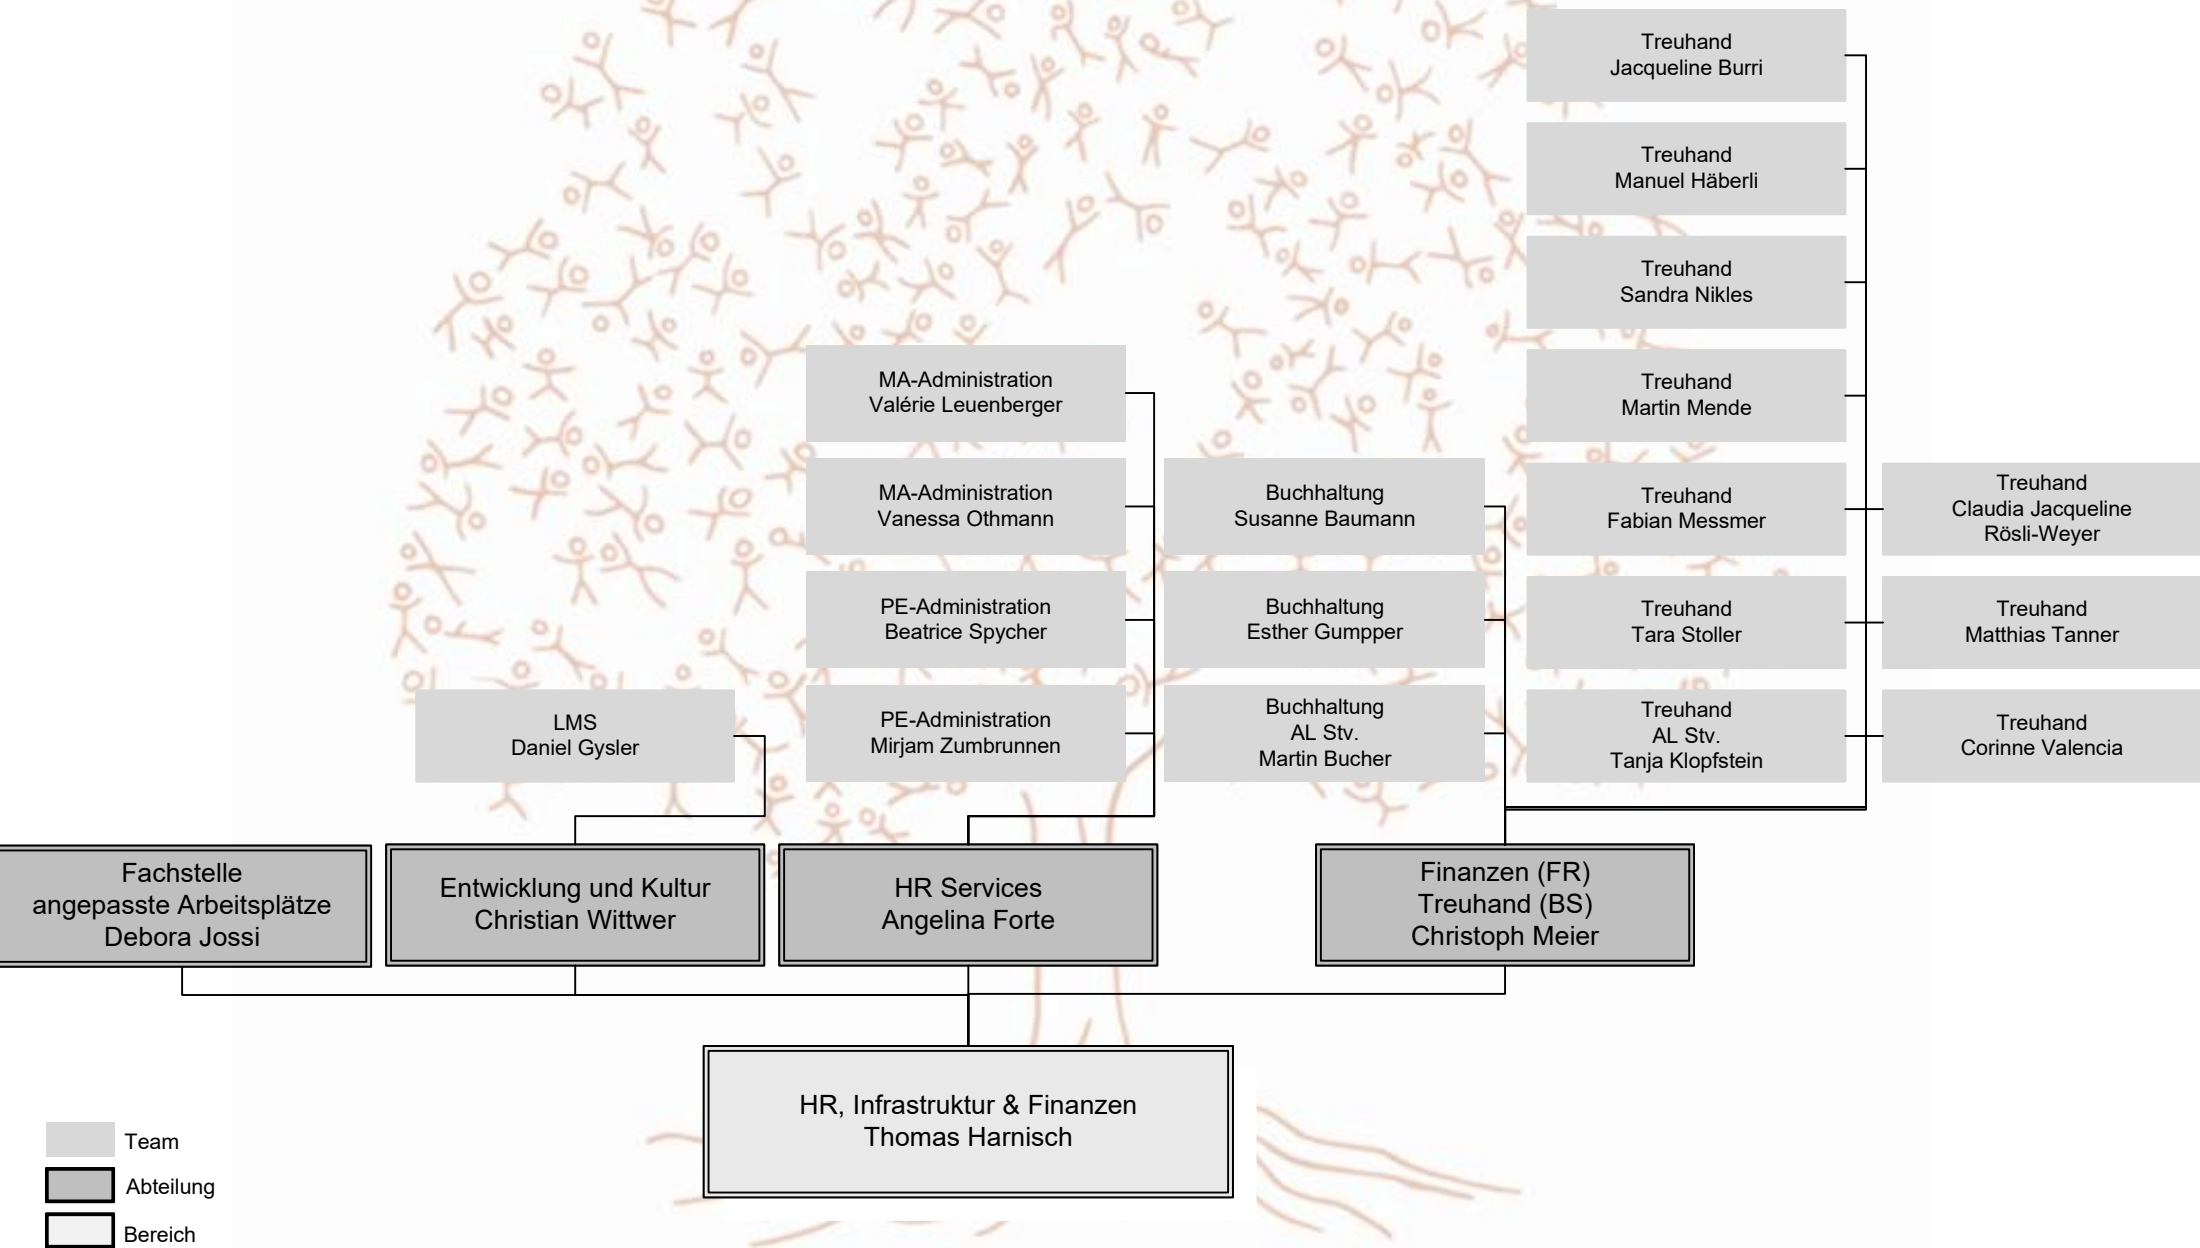 Treuhand
Jacqueline Burri
Treuhand
Manuel Häberli
Treuhand
Sandra Nikles
MA-Administration
Valérie Leuenberger
Treuhand
Martin Mende
MA-Administration
Vanessa Othmann
Buchhaltung
Susanne Baumann
Treuhand
Fabian Messmer
Treuhand
Claudia Jacqueline
Rösli-Weyer
PE-Administration
Beatrice Spycher
Buchhaltung
Esther Gumpper
Treuhand
Tara Stoller
Treuhand
Matthias Tanner
LMS
Daniel Gysler
PE-Administration
Mirjam Zumbrunnen
Buchhaltung
AL Stv.
Martin Bucher
Treuhand
AL Stv.
Tanja Klopfstein
Treuhand
Corinne Valencia
Fachstelle
angepasste Arbeitsplätze
Debora Jossi
Entwicklung und Kultur
Christian Wittwer
HR Services
Angelina Forte
Finanzen (FR)
Treuhand (BS)
Christoph Meier
HR, Infrastruktur & Finanzen
Thomas Harnisch
Team
Abteilung
Bereich